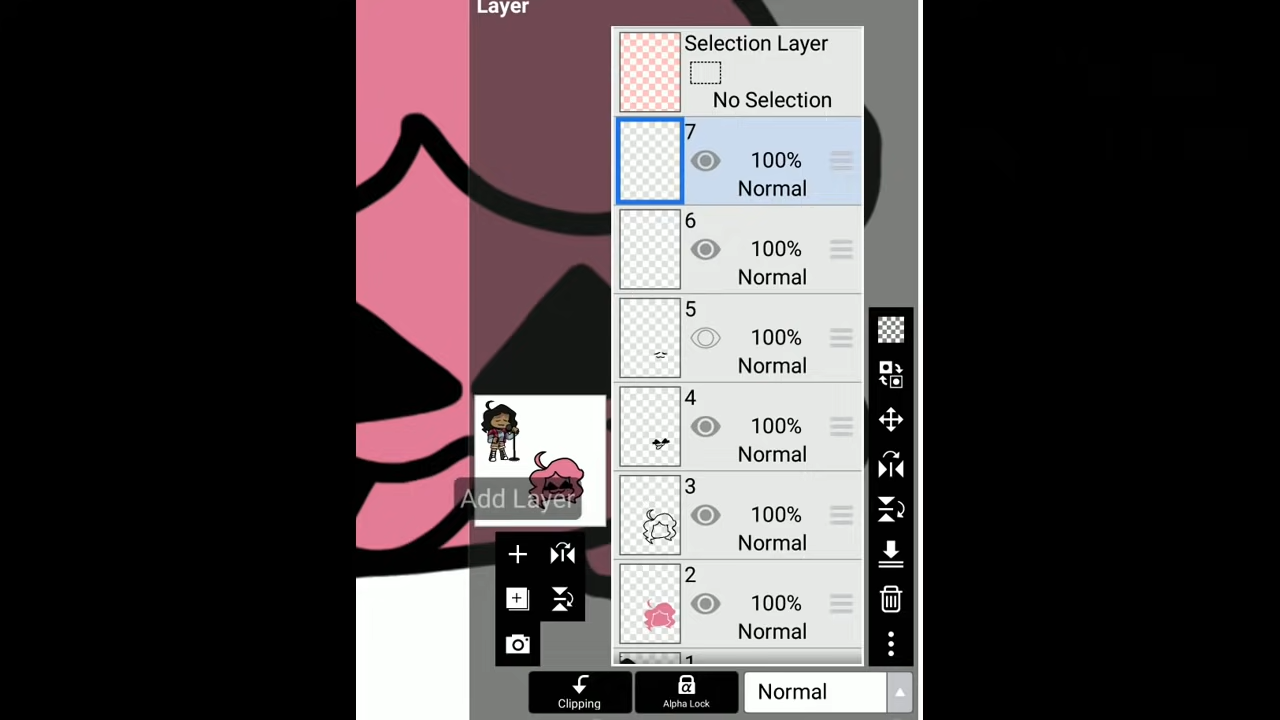 Layer
Selection Layer
No Selection
7
100%
Normal
6
100%
Normal
5
100%
Normal
4
100%
Normal
3
100%
Normal
2
100%
Normal
1
Add Layer
Clipping
α
Alpha Lock
Normal